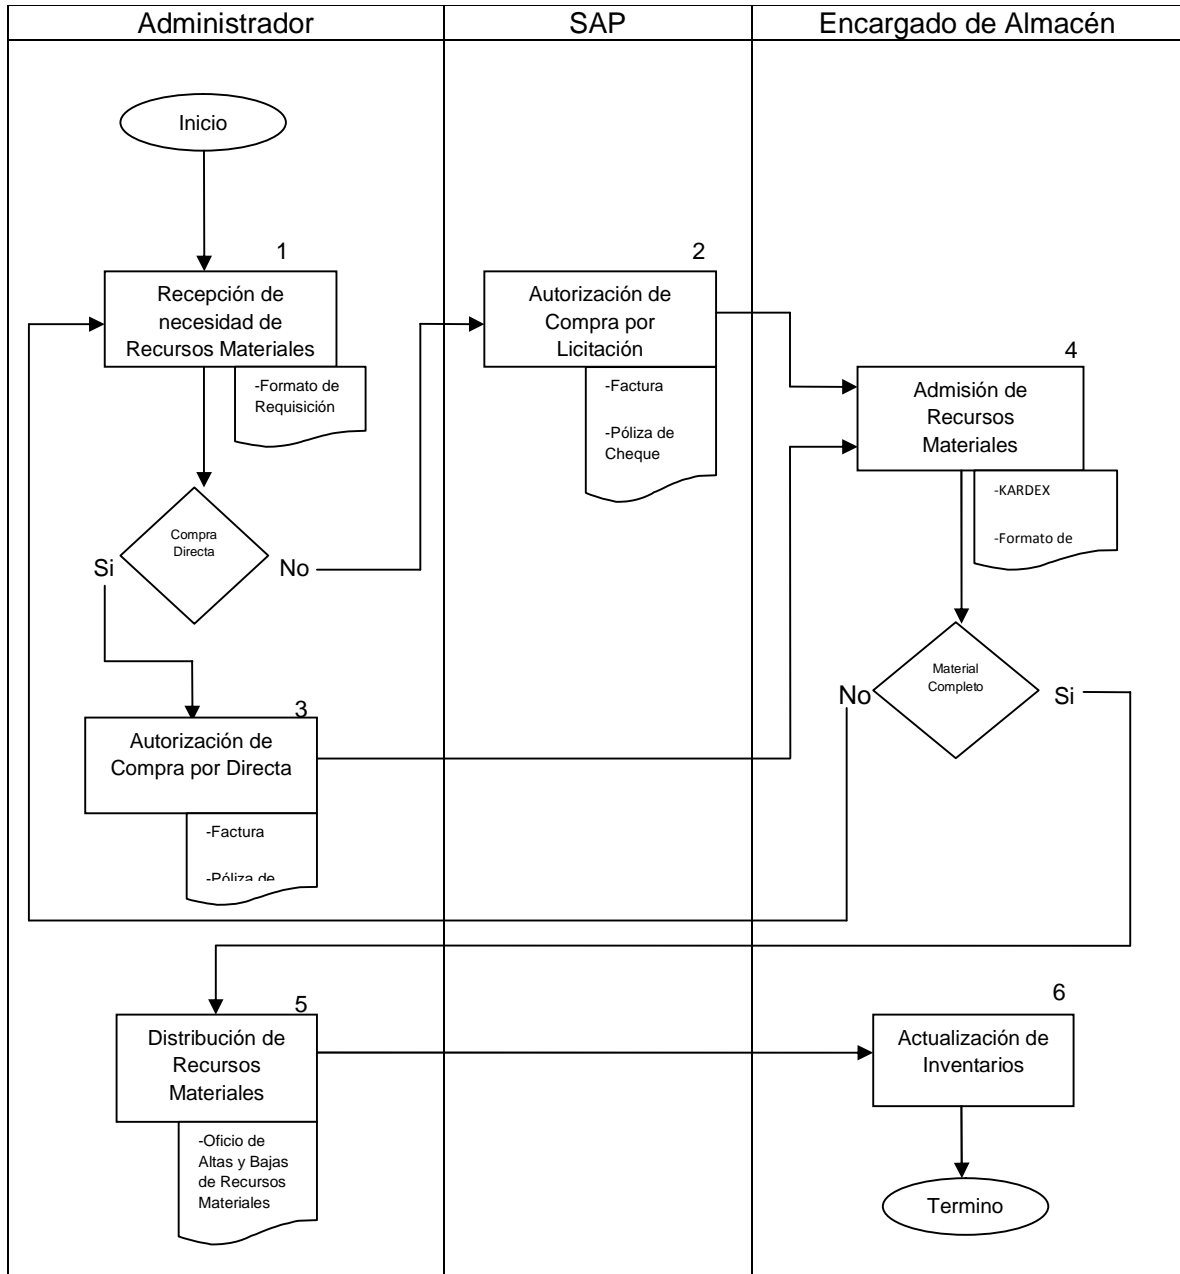 Administrador
SAP
Encargado de Almacén
Inicio
1
Recepción de
necesidad de
Recursos Materiales
-Formato de
Requisición
2
Autorización de
Compra por
Licitación
-Factura
-Póliza de
Cheque
4
Admisión de
Recursos
Materiales
-KARDEX
-Formato de
Compra
Directa
Si
No
Material
Completo
No
Si
3
Autorización de
Compra por Directa
-Factura
-Póliza de
5
Distribución de
Recursos
Materiales
-Oficio de
Altas y Bajas
de Recursos
Materiales
6
Actualización de
Inventarios
Termino